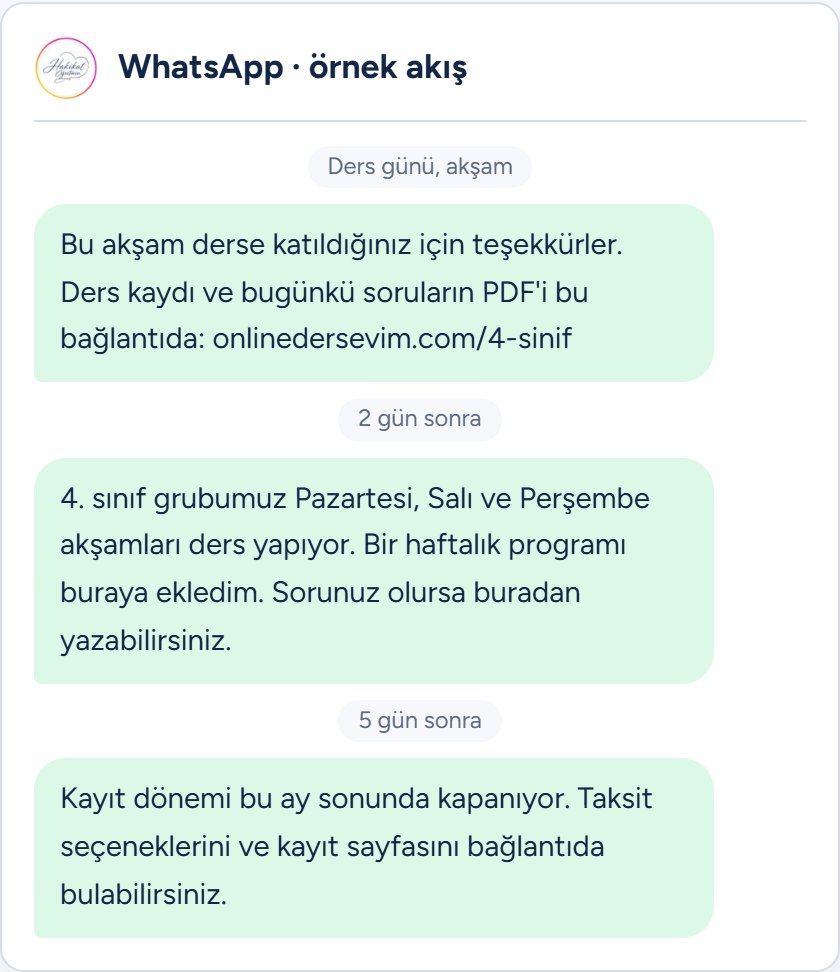 Hakikat
Öğretmen
WhatsApp · örnek akış
Ders günü, akşam
Bu akşam derse katıldığınız için teşekkürler.
Ders kaydı ve bugünkü soruların PDF'i bu
bağlantıda: onlinedersevim.com/4-sinif
2 gün sonra
4. sınıf grubumuz Pazartesi, Salı ve Perşembe
akşamları ders yapıyor. Bir haftalık programı
buraya ekledim. Sorunuz olursa buradan
yazabilirsiniz.
5 gün sonra
Kayıt dönemi bu ay sonunda kapanıyor. Taksit
seçeneklerini ve kayıt sayfasını bağlantıda
bulabilirsiniz.